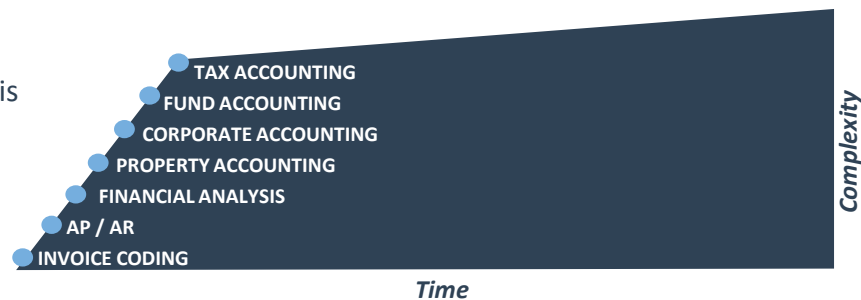 TAX ACCOUNTING
is
FUND ACCOUNTING
CORPORATE ACCOUNTING
PROPERTY ACCOUNTING
FINANCIAL ANALYSIS
AP / AR
INVOICE CODING
Complexity
Time